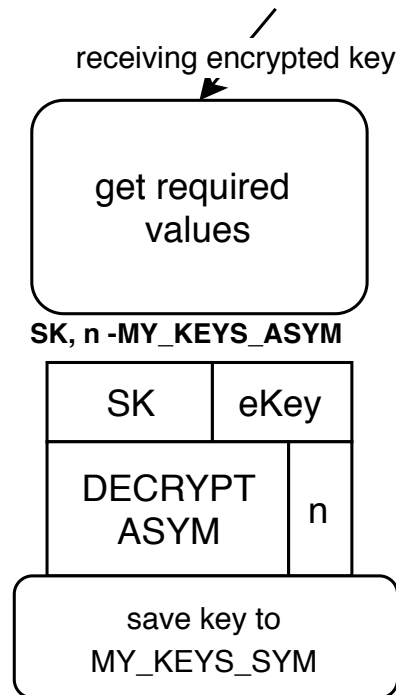 receiving encrypted key
get required
values
SK, n -MY_KEYS_ASYM
SK eKey
DECRYPT
ASYM
n
save key to
MY_KEYS_SYM